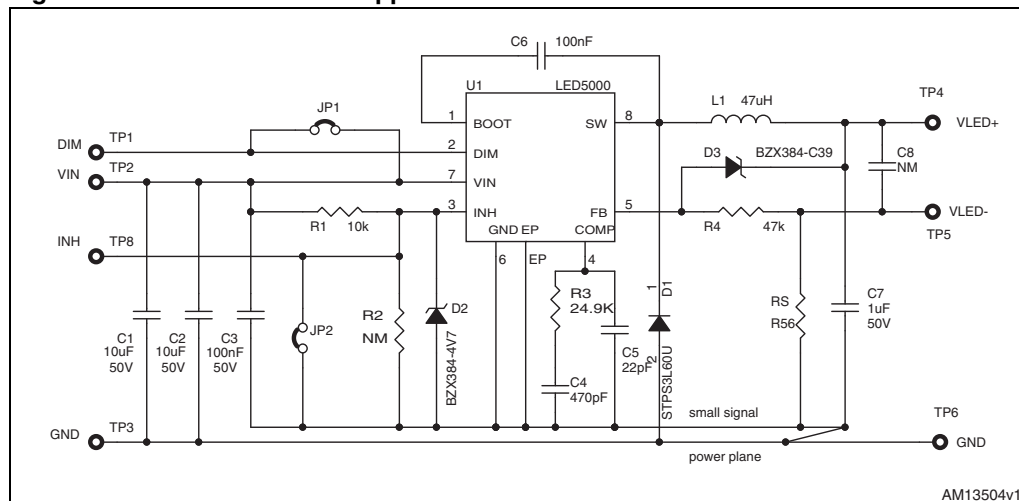 C6 100nF
U1 LED5000
JP1
L1 47uH
TP4
1 BOOT
SW 8
VLED+
DIM TP1
2 DIM
D3 BZX384-C39
C8
NM
VIN TP2
7 VIN
3 INH
FB 5
R1 10k
R4 47k
VLED-
TP5
GND EP COMP
INH TP8
6 EP 4
R3
24.9K
1 D1
RS
R56
C7
1uF
50V
R2
NM
D2
BZX384-4V7
JP2
C1
10uF
50V
C2
10uF
50V
C3
100nF
50V
C5
22pF
2
STPS3L60U
C4
470pF
small signal
GND TP3
TP6
GND
power plane
AM13504v1